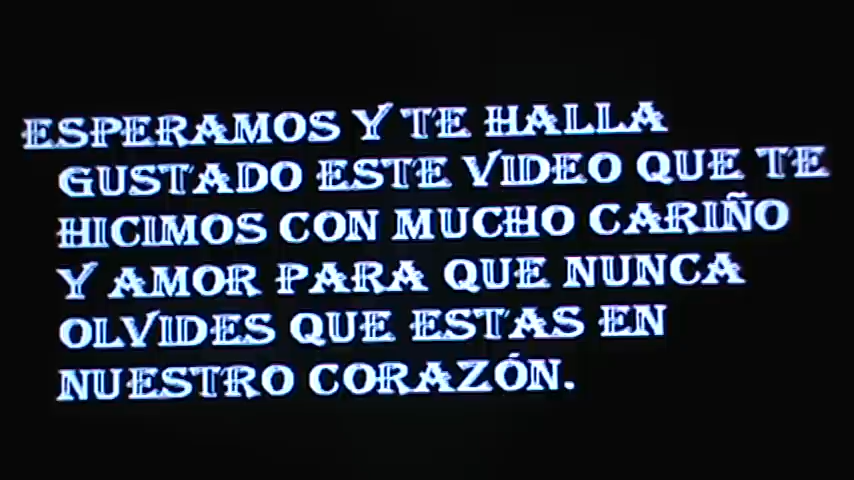 ESPERAMOS Y TE HALLA
GUSTADO ESTE VIDEO QUE TE
HICIMOS CON MUCHO CARIÑO
Y AMOR PARA QUE NUNCA
OLVIDES QUE ESTAS EN
NUESTRO CORAZÓN.